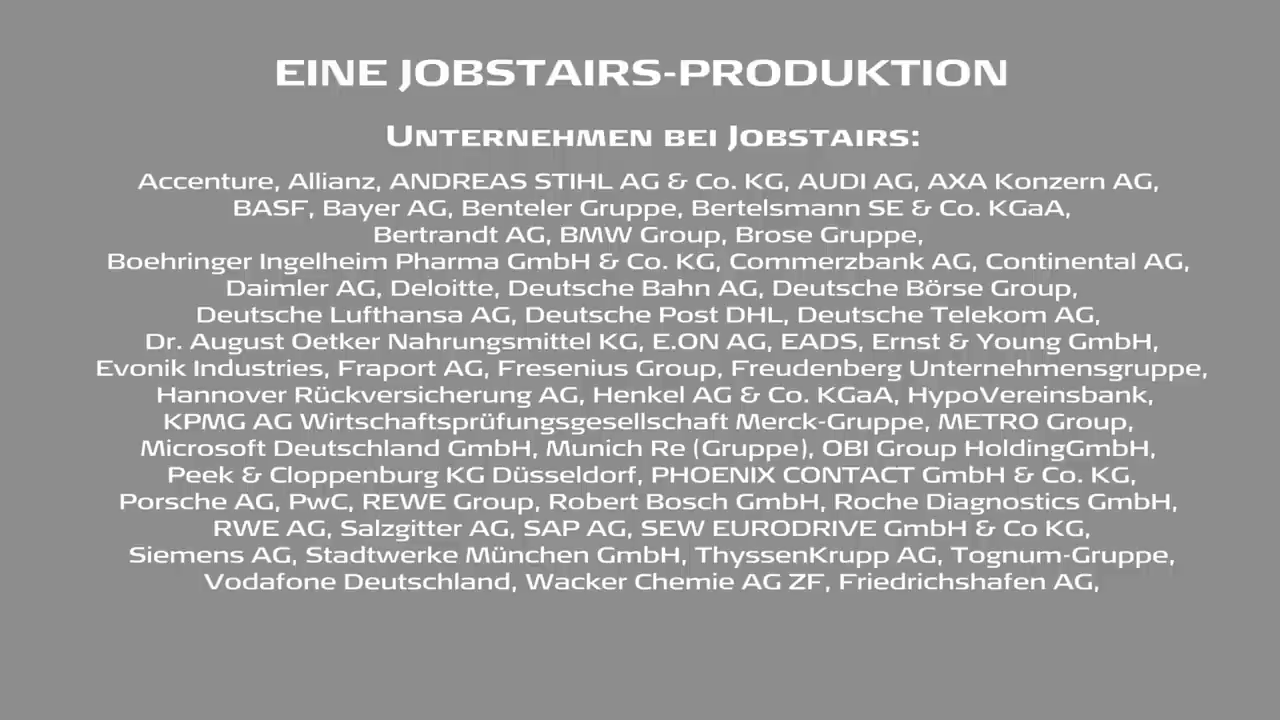 EINE JOBSTAIRS-PRODUKTION
UNTERNEHMEN BEI JOBSTAIRS:
Accenture, Allianz, ANDREAS STIHL AG & Co. KG, AUDI AG, AXA Konzern AG,
BASF, Bayer AG, Benteler Gruppe, Bertelsmann SE & Co. KGaA,
Bertrandt AG, BMW Group, Brose Gruppe,
Boehringer Ingelheim Pharma GmbH & Co. KG, Commerzbank AG, Continental AG,
Daimler AG, Deloitte, Deutsche Bahn AG, Deutsche Börse Group,
Deutsche Lufthansa AG, Deutsche Post DHL, Deutsche Telekom AG,
Dr. August Oetker Nahrungsmittel KG, E.ON AG, EADS, Ernst & Young GmbH,
Evonik Industries, Fraport AG, Fresenius Group, Freudenberg Unternehmensgruppe,
Hannover Rückversicherung AG, Henkel AG & Co. KGaA, HypoVereinsbank,
KPMG AG Wirtschaftsprüfungsgesellschaft Merck-Gruppe, METRO Group,
Microsoft Deutschland GmbH, Munich Re (Gruppe), OBI Group HoldingGmbH,
Peek & Cloppenburg KG Düsseldorf, PHOENIX CONTACT GmbH & Co. KG,
Porsche AG, PwC, REWE Group, Robert Bosch GmbH, Roche Diagnostics GmbH,
RWE AG, Salzgitter AG, SAP AG, SEW EURODRIVE GmbH & Co KG,
Siemens AG, Stadtwerke München GmbH, ThyssenKrupp AG, Tognum-Gruppe,
Vodafone Deutschland, Wacker Chemie AG ZF, Friedrichshafen AG,